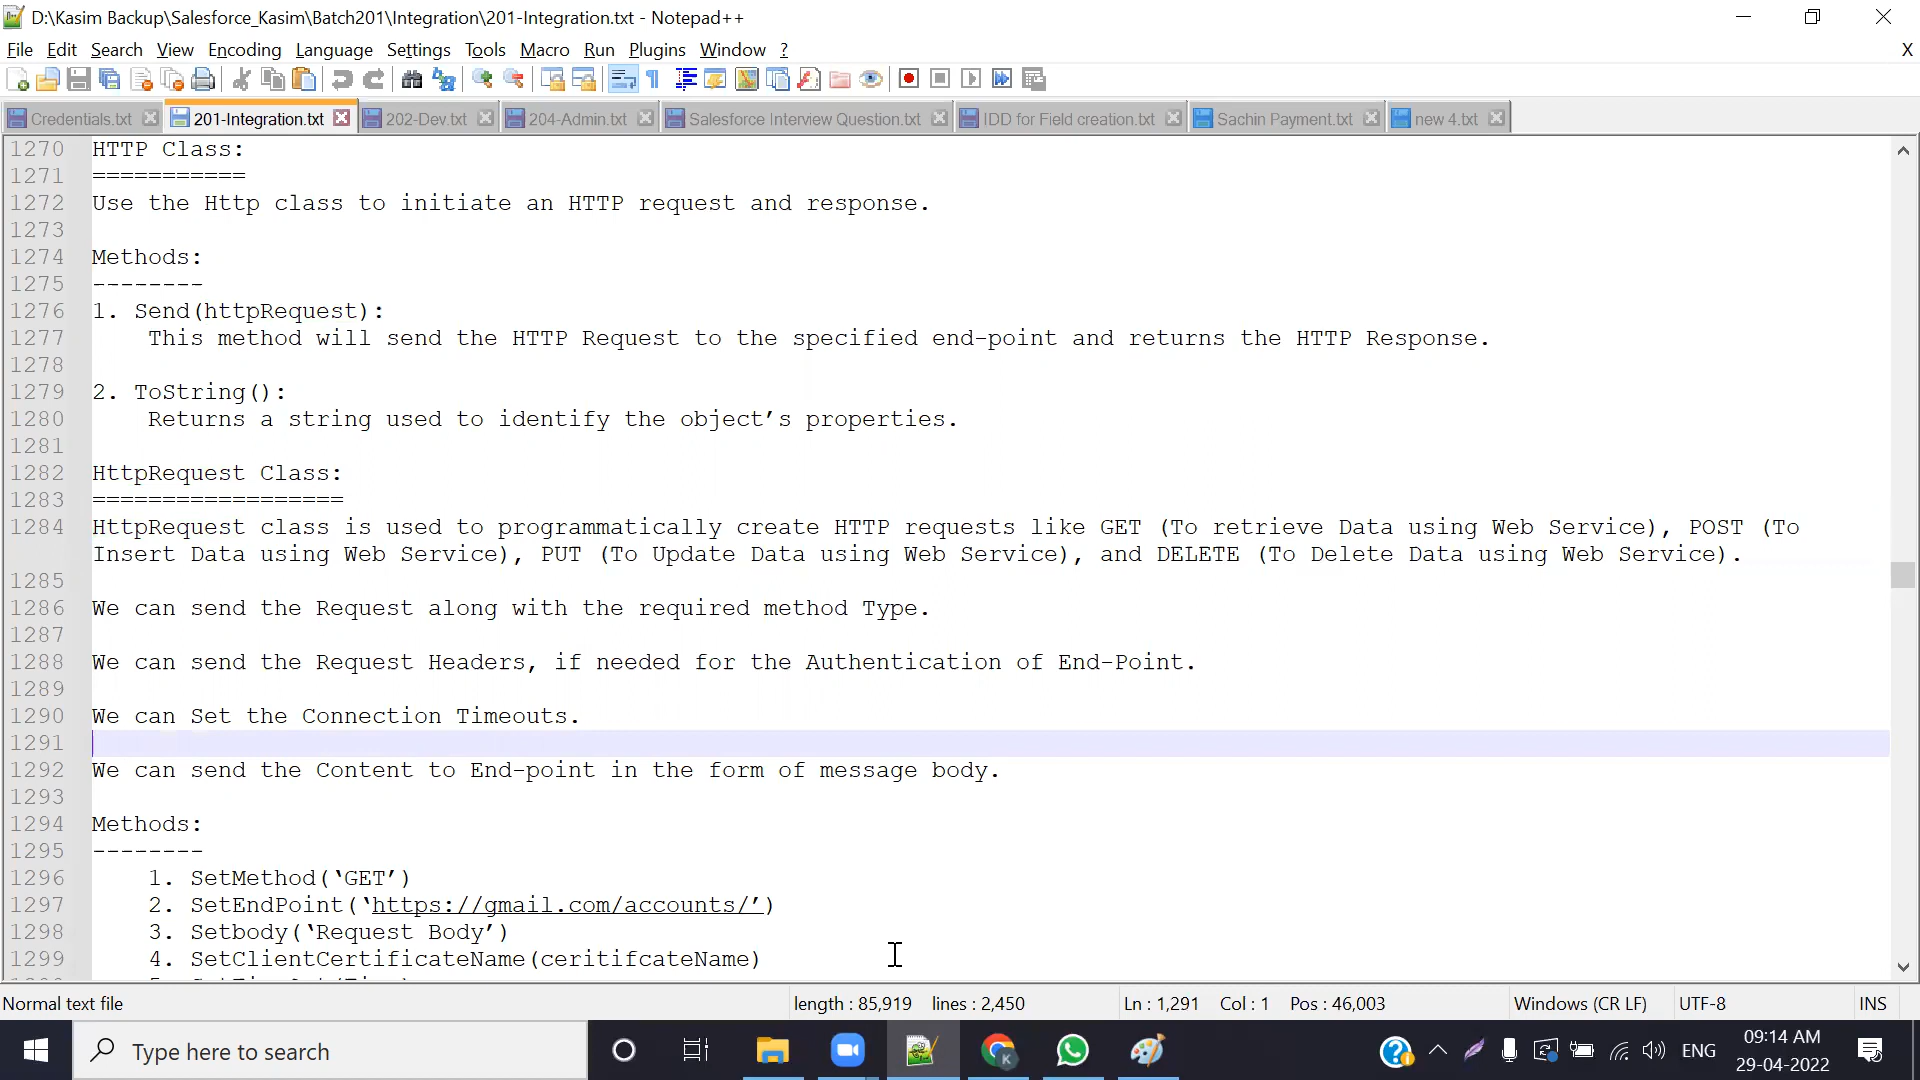 D:\Kasim Backup\Salesforce_Kasim\Batch201\Integration\201-Integration.txt - Notepad++
File Edit Search View Encoding Language Settings Tools Macro Run Plugins Window ? X
Credentials.txt 201-Integration.txt 202-Dev.txt 204-Admin.txt Salesforce Interview Question.txt IDD for Field creation.txt Sachin Payment.txt new 4.txt
1270 HTTP Class:
1271 ===========
1272 Use the Http class to initiate an HTTP request and response.
1273
1274 Methods:
1275 --------
1276 1. Send(httpRequest):
1277 This method will send the HTTP Request to the specified end-point and returns the HTTP Response.
1278
1279 2. ToString():
1280 Returns a string used to identify the object’s properties.
1281
1282 HttpRequest Class:
1283 ==================
1284 HttpRequest class is used to programmatically create HTTP requests like GET (To retrieve Data using Web Service), POST (To
Insert Data using Web Service), PUT (To Update Data using Web Service), and DELETE (To Delete Data using Web Service).
1285
1286 We can send the Request along with the required method Type.
1287
1288 We can send the Request Headers, if needed for the Authentication of End-Point.
1289
1290 We can Set the Connection Timeouts.
1291
1292 We can send the Content to End-point in the form of message body.
1293
1294 Methods:
1295 --------
1296 1. SetMethod(‘GET’)
1297 2. SetEndPoint(‘https://gmail.com/accounts/’)
1298 3. Setbody(‘Request Body’)
1299 4. SetClientCertificateName(ceritifcateName)
Normal text file length : 85,919 lines : 2,450 Ln : 1,291 Col : 1 Pos : 46,003 Windows (CR LF) UTF-8 INS
Type here to search ENG 09:14 AM
29-04-2022